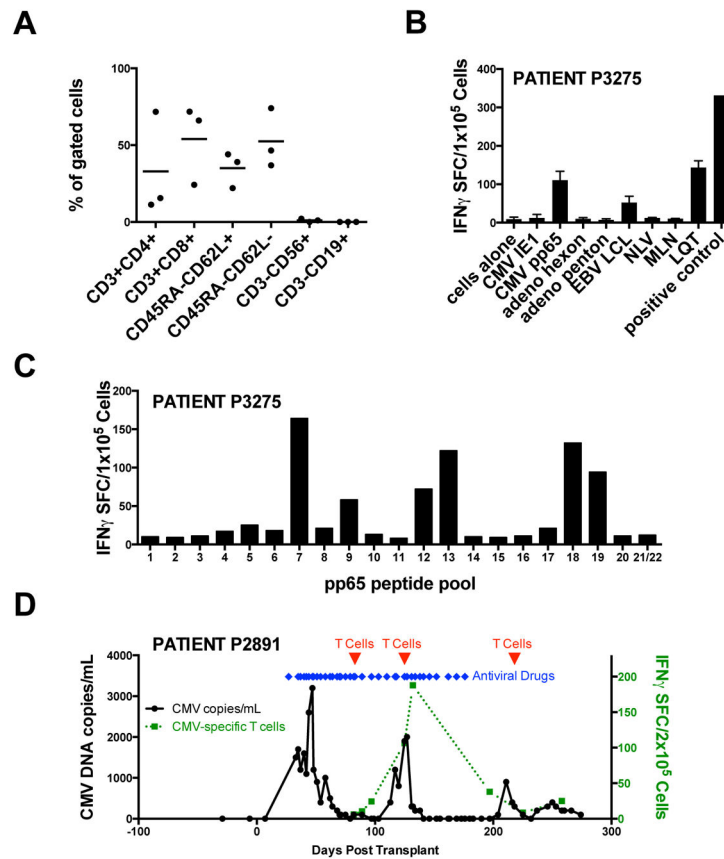 A
% of gated cells
100
50
0
CD3+CD4+
CD3+CD8+
CD45RA-CD62L+
CD45RA-CD62L-
CD3-CD56+
CD3-CD19+
B
PATIENT P3275
IFNγ SFC/1x10⁵ Cells
400
300
200
100
0
cells alone
CMV IE1
CMV pp65
adeno hexon
adeno penton
EBV LCL
NLV
MLN
LQT
positive control
C
PATIENT P3275
IFNγ SFC/1x10⁵ Cells
200
150
100
50
0
1 2 3 4 5 6 7 8 9 10 11 12 13 14 15 16 17 18 19 20 21/22
pp65 peptide pool
D
PATIENT P2891
T Cells T Cells T Cells
Antiviral Drugs
CMV copies/mL
CMV-specific T cells
CMV DNA copies/mL
4000
3000
2000
1000
0
200
150
100
50
0
IFNγ SFC/2x10⁵ Cells
-100 0 100 200 300
Days Post Transplant